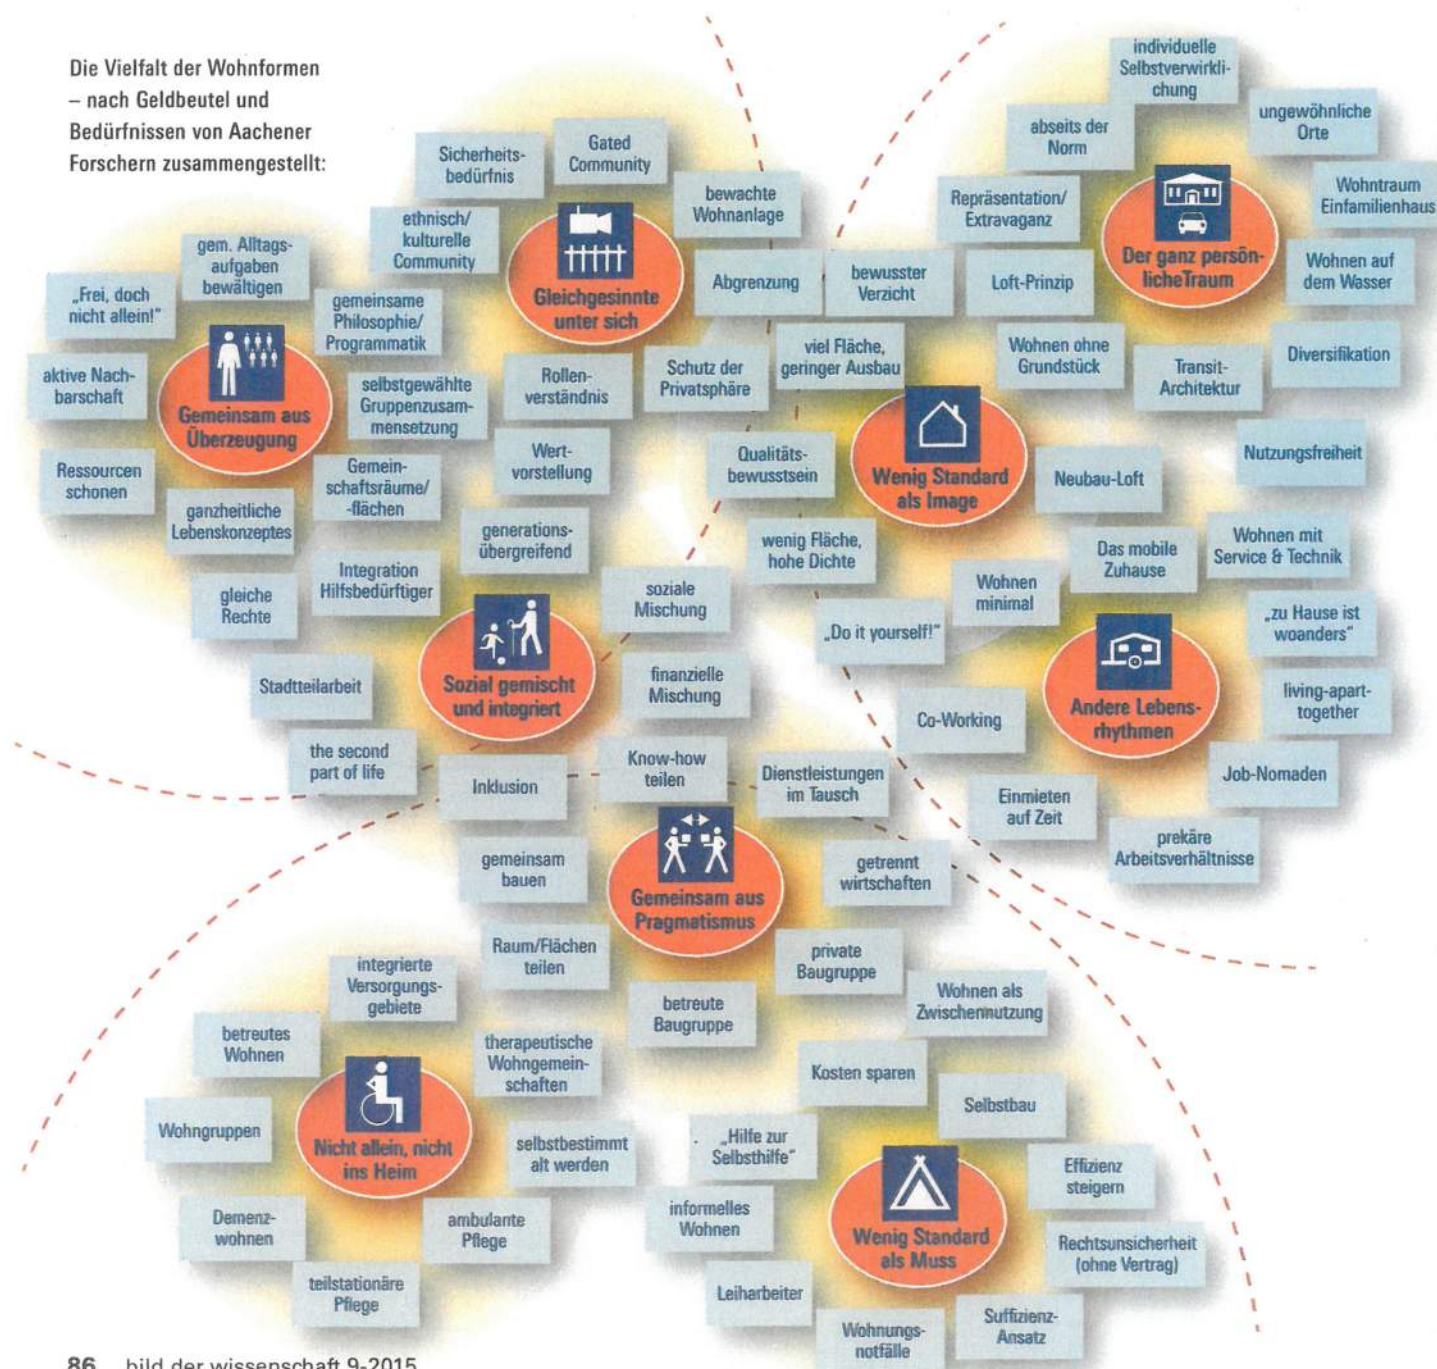 Die Vielfalt der Wohnformen
– nach Geldbeutel und
Bedürfnissen von Aachener
Forschern zusammengestellt:
gem. Alltags-
aufgaben
bewältigen
„Frei, doch
nicht allein!"
gemeinsame
Philosophie/
Programmatik
aktive Nach-
barschaft
Gemeinsam aus
Überzeugung
selbstgewählte
Gruppenzusam-
mensetzung
Ressourcen
schonen
ganzheitliche
Lebenskonzeptes
Gemein-
schaftsräume/
-flächen
gleiche
Rechte
Sicherheits-
bedürfnis
Gated
Community
ethnisch/
kulturelle
Community
bewachte
Wohnanlage
Gleichgesinnte
unter sich
Abgrenzung
Rollen-
verständnis
Schutz der
Privatsphäre
Wert-
vorstellung
individuelle
Selbstverwirkli-
chung
abseits der
Norm
ungewöhnliche
Orte
Repräsentation/
Extravaganz
Wohntraum
Einfamilienhaus
Der ganz persön-
licheTraum
Loft-Prinzip
Wohnen auf
dem Wasser
Wohnen ohne
Grundstück
Transit-
Architektur
Diversifikation
Nutzungsfreiheit
bewusster
Verzicht
viel Fläche,
geringer Ausbau
Qualitäts-
bewusstsein
Wenig Standard
als Image
Neubau-Loft
wenig Fläche,
hohe Dichte
Wohnen
minimal
„Do it yourself!"
generations-
übergreifend
Integration
Hilfsbedürftiger
soziale
Mischung
Sozial gemischt
und integriert
finanzielle
Mischung
Stadtteilarbeit
the second
part of life
Inklusion
Das mobile
Zuhause
Wohnen mit
Service & Technik
„zu Hause ist
woanders"
Andere Lebens-
rhythmen
living-apart-
together
Co-Working
Job-Nomaden
Einmieten
auf Zeit
prekäre
Arbeitsverhältnisse
Know-how
teilen
Dienstleistungen
im Tausch
gemeinsam
bauen
getrennt
wirtschaften
Gemeinsam aus
Pragmatismus
Raum/Flächen
teilen
private
Baugruppe
betreute
Baugruppe
integrierte
Versorgungs-
gebiete
betreutes
Wohnen
therapeutische
Wohngemein-
schaften
Wohngruppen
Nicht allein, nicht
ins Heim
selbstbestimmt
alt werden
Demenz-
wohnen
ambulante
Pflege
teilstationäre
Pflege
Wohnen als
Zwischennutzung
Kosten sparen
Selbstbau
„Hilfe zur
Selbsthilfe"
Effizienz
steigern
informelles
Wohnen
Wenig Standard
als Muss
Rechtsunsicherheit
(ohne Vertrag)
Leiharbeiter
Suffizienz-
Ansatz
Wohnungs-
notfälle
86 bild der wissenschaft 9-2015